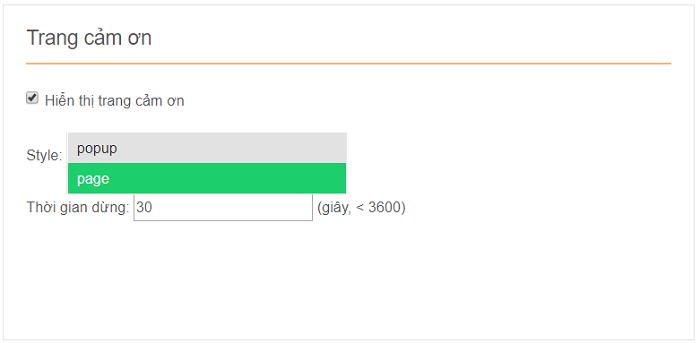 Trang cảm ơn
Hiển thị trang cảm ơn
Style: popup
page
Thời gian dừng: 30 (giây, < 3600)